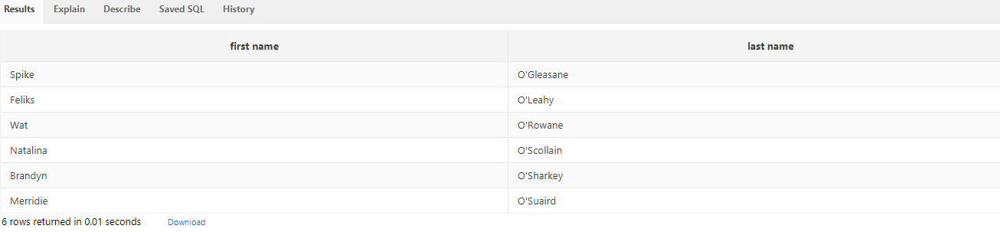 Results Explain Describe Saved SQL History
first name last name
Spike O'Gleasane
Feliks O'Leahy
Wat O'Rowane
Natalina O'Scollain
Brandyn O'Sharkey
Merridie O'Suaird
6 rows returned in 0.01 seconds Download